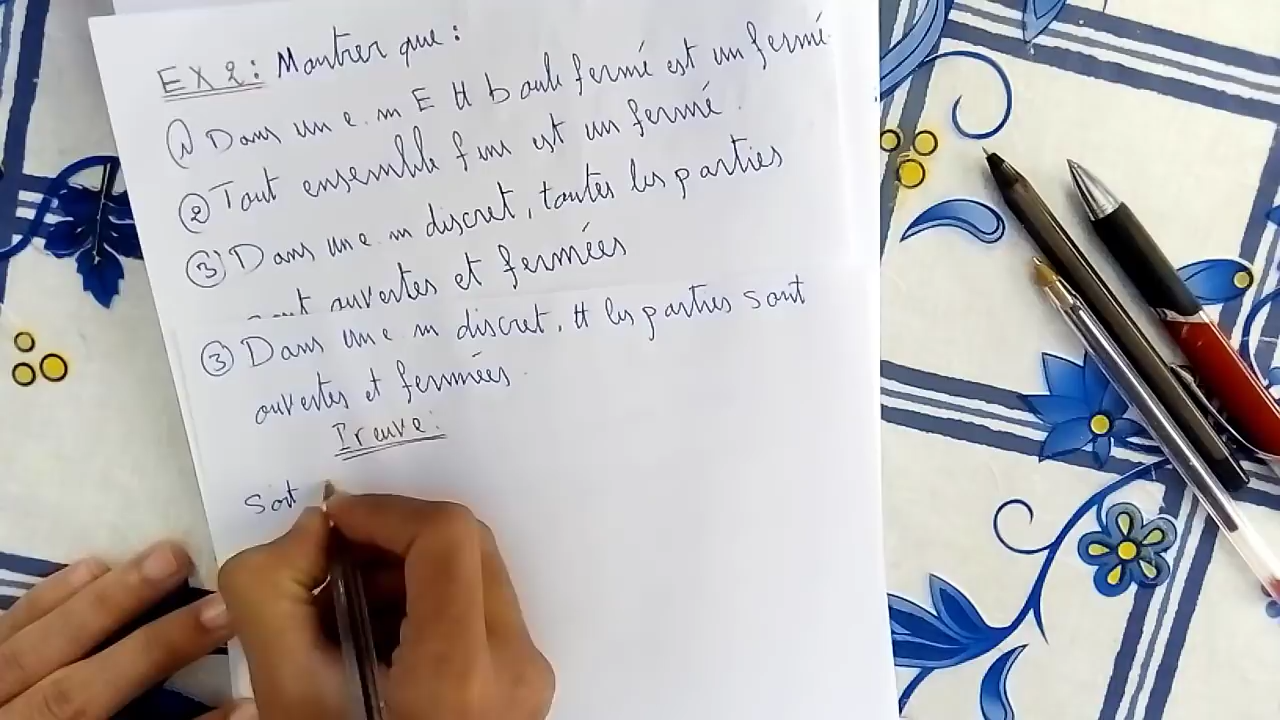 EX2: Montrer que:
① Dans un e.m E tt boule fermé est un fermé.
② Tout ensemble fini est un fermé.
③ Dans un e.m discret, toutes les parties
sont ouvertes et fermées
③ Dans un e m discret, tt les parties sont
ouvertes et fermées.
Preuve:
Soit